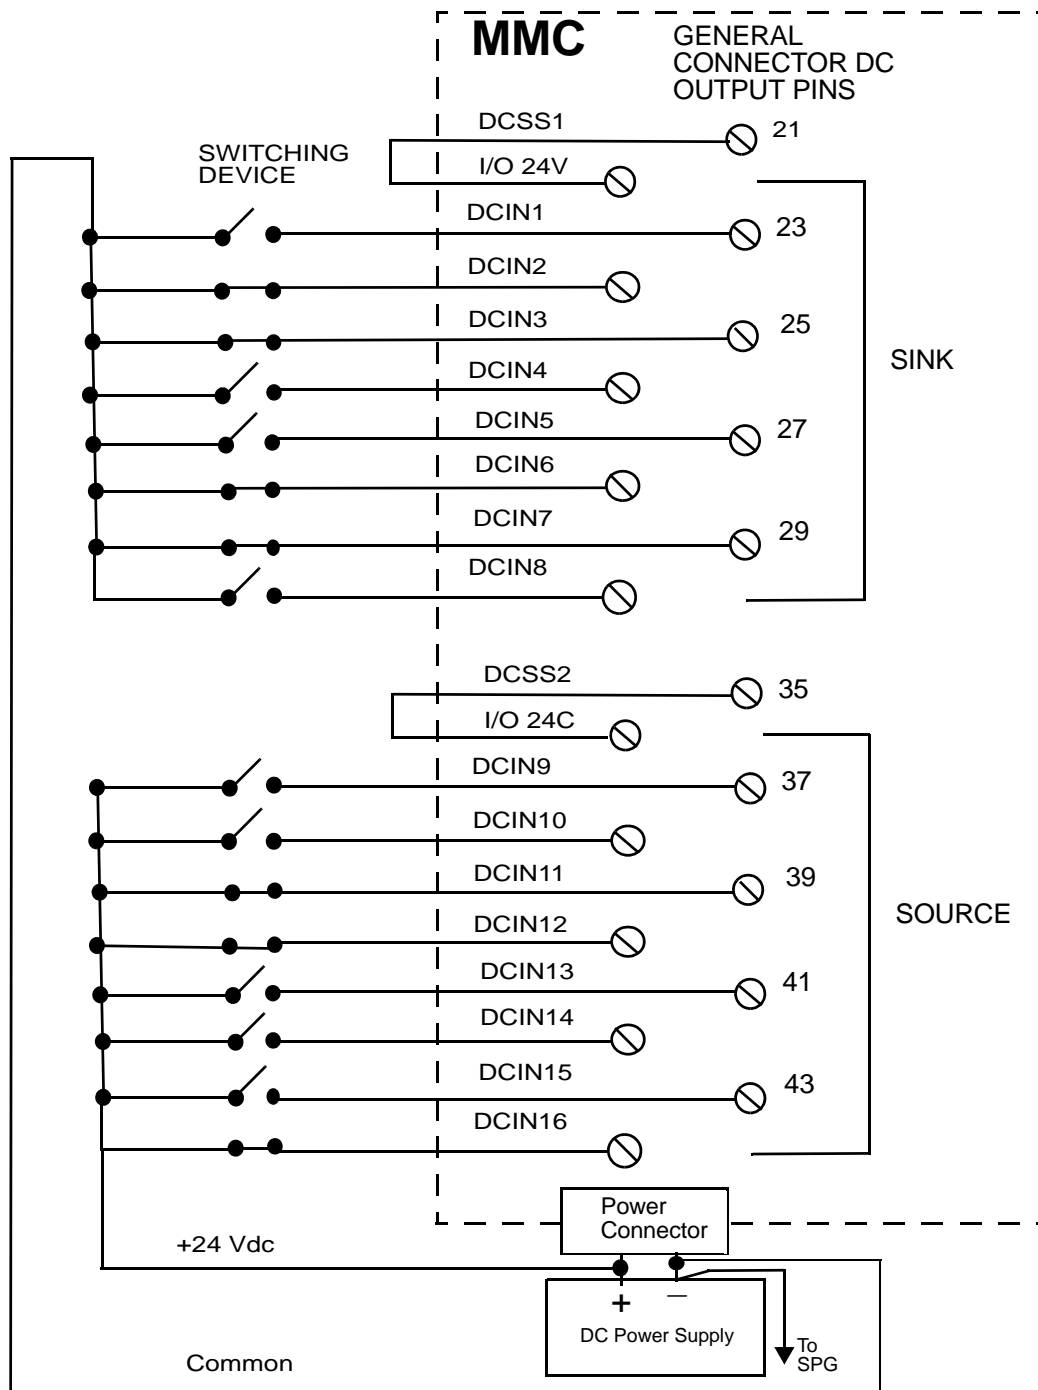 MMC
GENERAL
CONNECTOR DC
OUTPUT PINS
DCSS1
21
SWITCHING
DEVICE
I/O 24V
DCIN1
23
DCIN2
DCIN3
25
SINK
DCIN4
DCIN5
27
DCIN6
DCIN7
29
DCIN8
DCSS2
35
I/O 24C
DCIN9
37
DCIN10
DCIN11
39
SOURCE
DCIN12
DCIN13
41
DCIN14
DCIN15
43
DCIN16
Power
Connector
+24 Vdc
+ _
DC Power Supply
To
SPG
Common